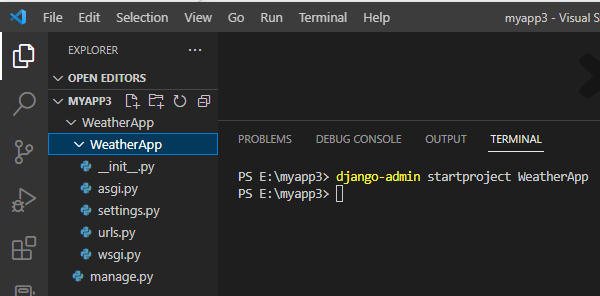 File Edit View Go Run Terminal Help myapp3 - Visual S
EXPLORER ...
OPEN EDITORS
MYAPP3
WeatherApp
WeatherApp
__init__.py
asgi.py
settings.py
urls.py
wsgi.py
manage.py
PROBLEMS DEBUG CONSOLE OUTPUT TERMINAL
PS E:\myapp3> django-admin startproject WeatherApp
PS E:\myapp3>